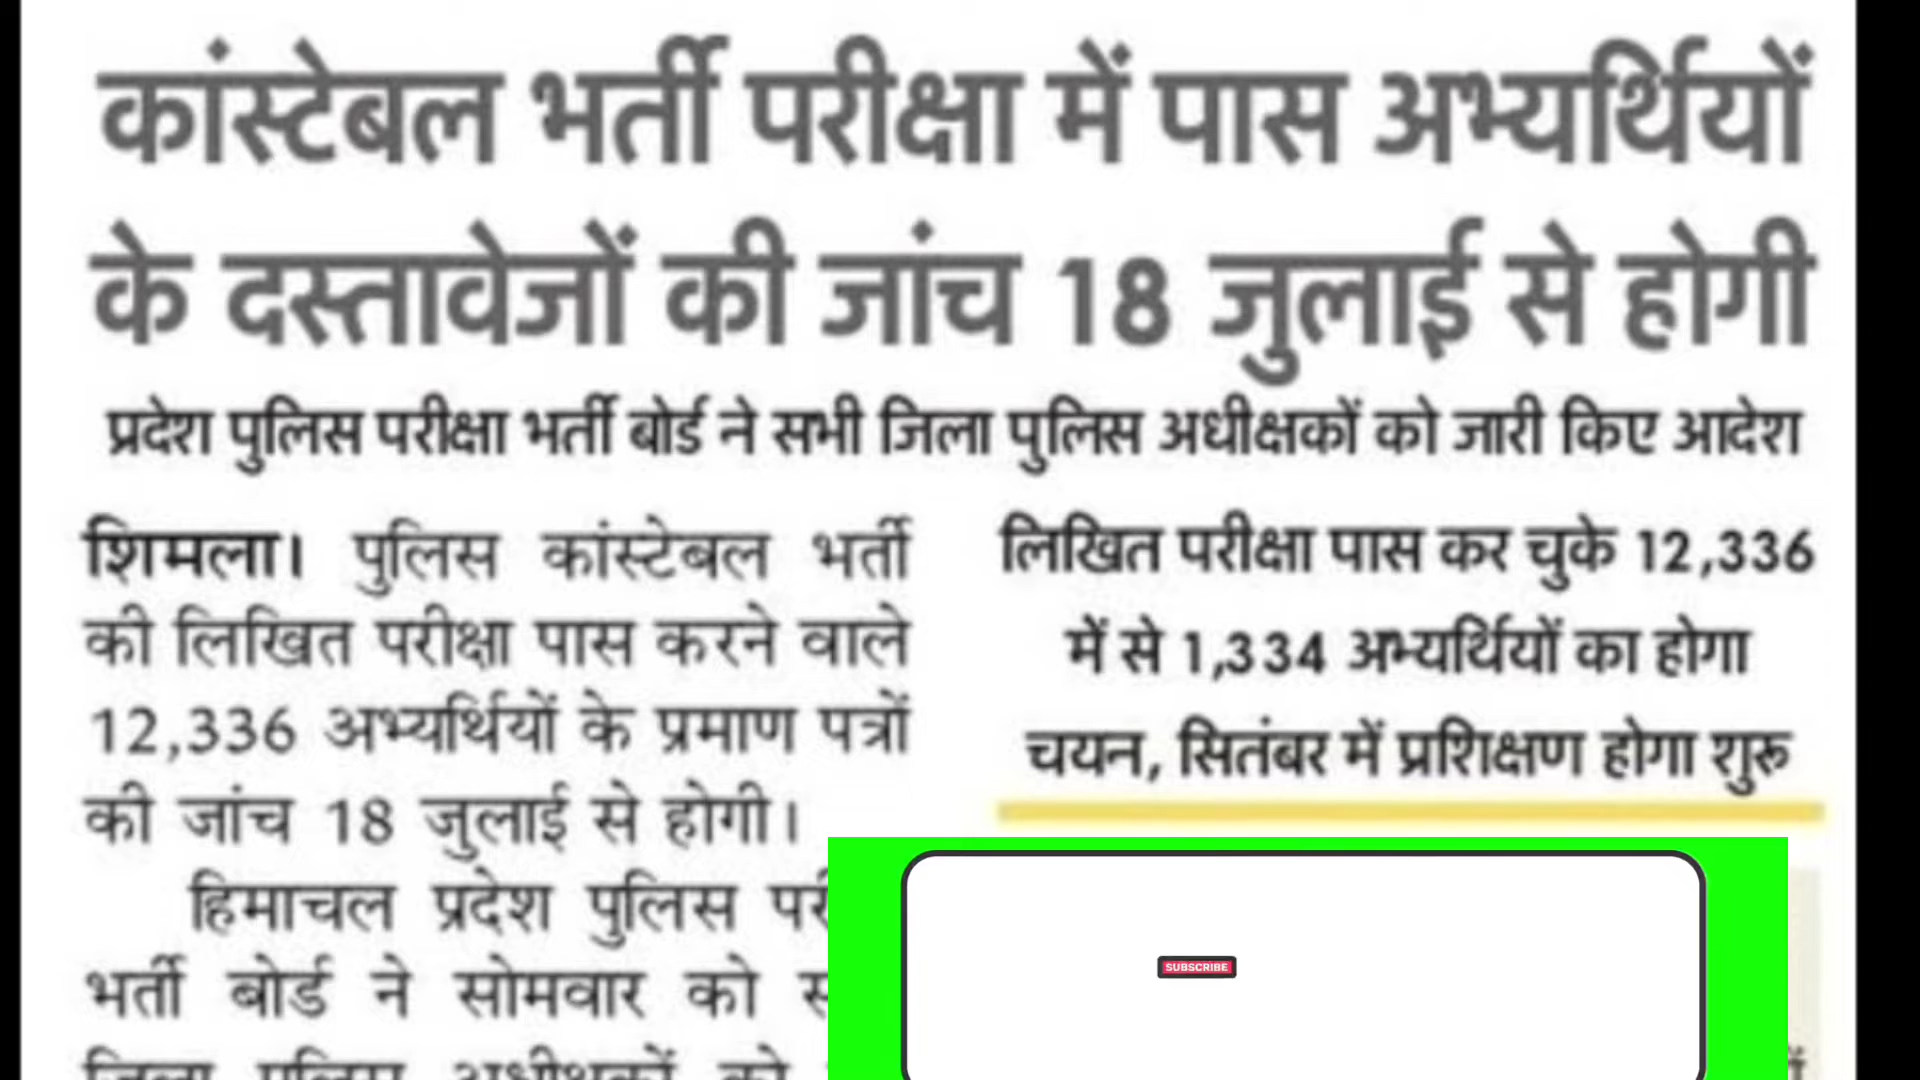 कांस्टेबल भर्ती परीक्षा में पास अभ्यर्थियों
के दस्तावेजों की जांच 18 जुलाई से होगी
प्रदेश पुलिस परीक्षा भर्ती बोर्ड ने सभी जिला पुलिस अधीक्षकों को जारी किए आदेश
शिमला। पुलिस कांस्टेबल भर्ती
की लिखित परीक्षा पास करने वाले
12,336 अभ्यर्थियों के प्रमाण पत्रों
की जांच 18 जुलाई से होगी।
हिमाचल प्रदेश पुलिस
भर्ती बोर्ड ने सोमवार को
जिला पुलिस अधीक्षकों को
लिखित परीक्षा पास कर चुके 12,336
में से 1,334 अभ्यर्थियों का होगा
चयन, सितंबर में प्रशिक्षण होगा शुरू
SUBSCRIBE